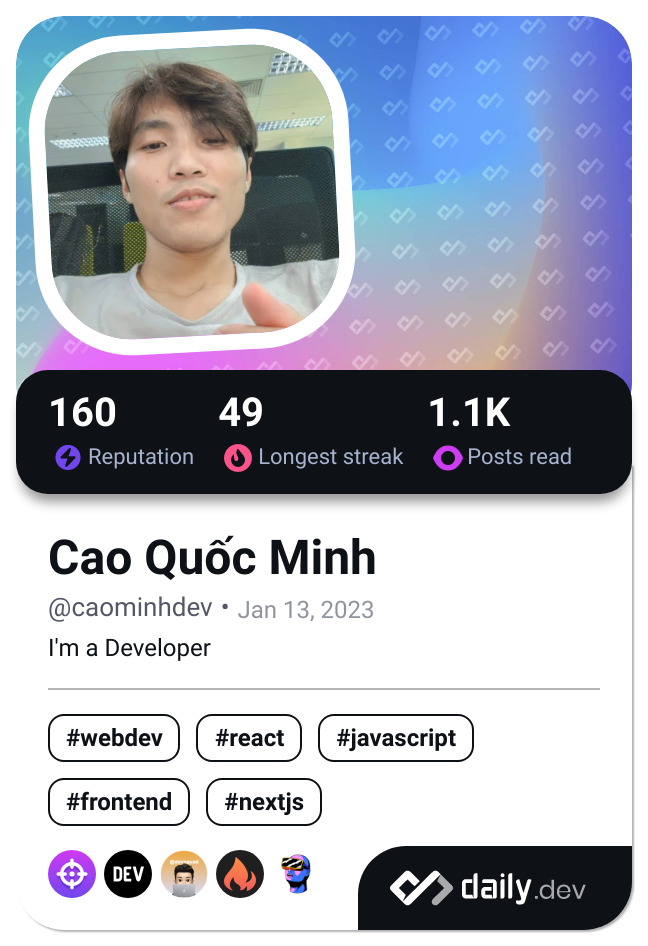 160 49 1.1K
Reputation Longest streak Posts read
Cao Quốc Minh
@caominhdev • Jan 13, 2023
I'm a Developer
#webdev #react #javascript
#frontend #nextjs
DEV
daily.dev